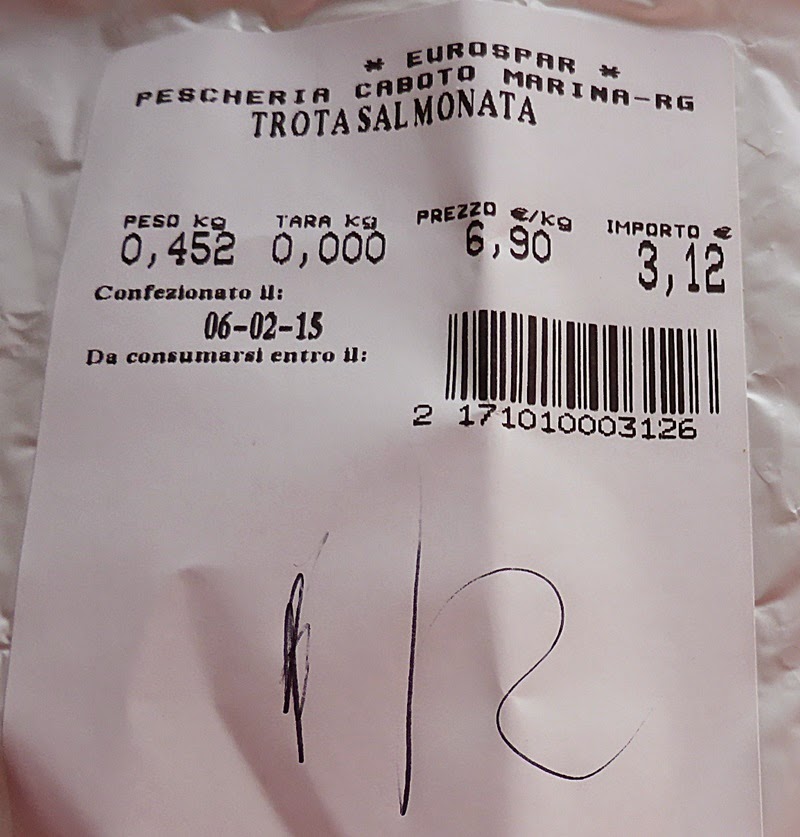 * EUROSPAR *
PESCHERIA CABOTO MARINA-RG
TROTA SALMONATA
PESO kg TARA kg PREZZO €/kg IMPORTO €
0,452 0,000 6,90 3,12
Confezionato il:
06-02-15
Da consumarsi entro il:
2 171010003126